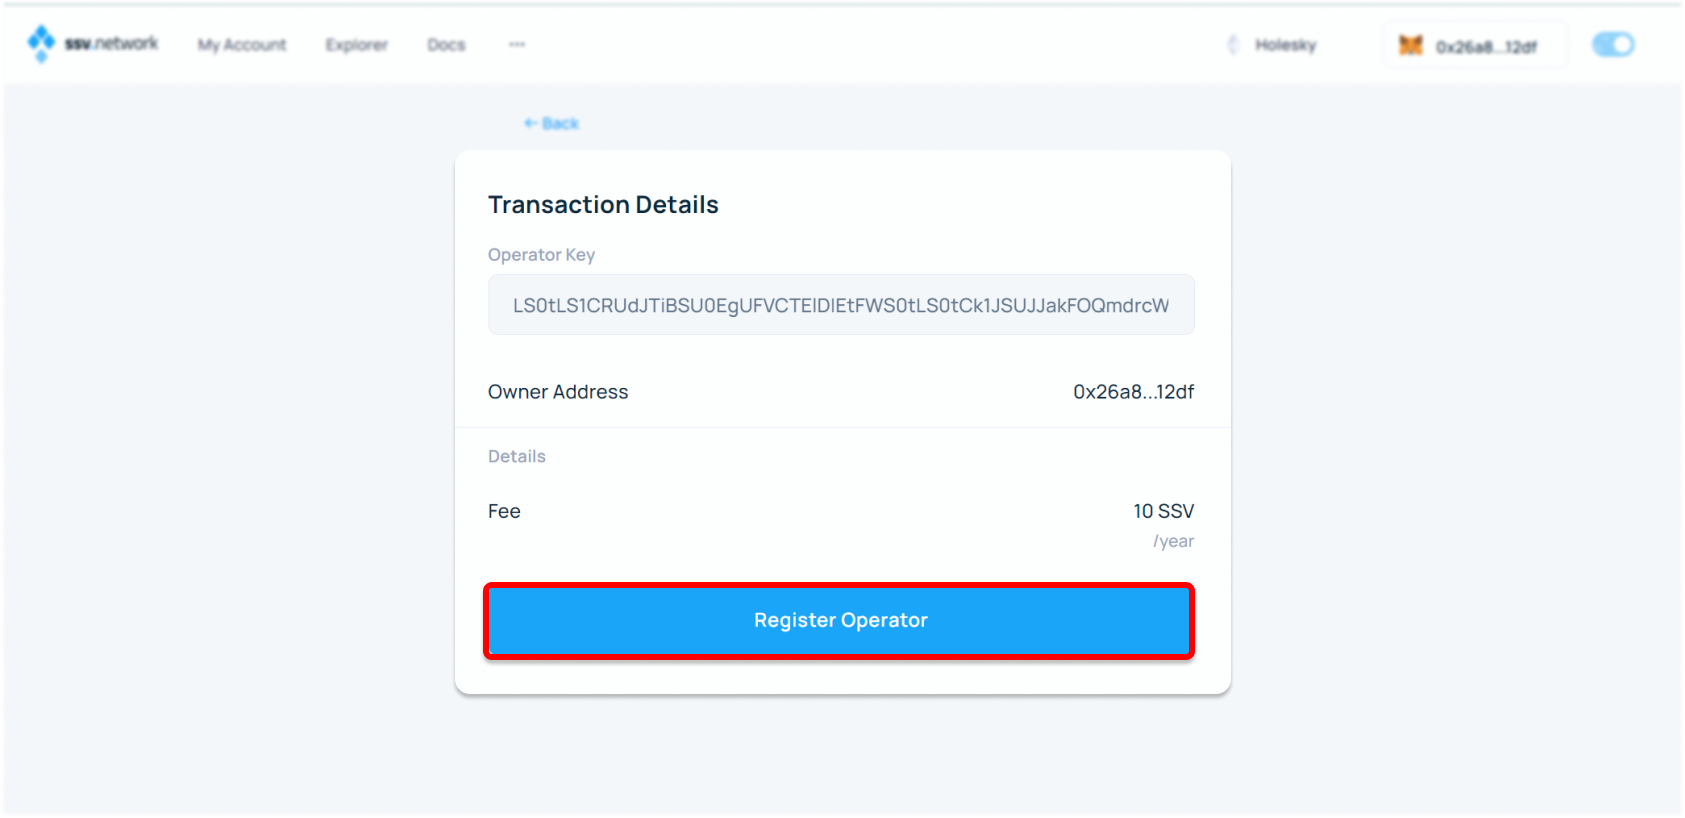 ssv.network My Account Explorer Docs ··· Holesky 0x26a8...12df
← Back
Transaction Details
Operator Key
LS0tLS1CRUdJTiBSU0EgUFVCTElDIEtFWS0tLS0tCk1JSUJJakFOQmdrcW
Owner Address 0x26a8...12df
Details
Fee 10 SSV
/year
Register Operator